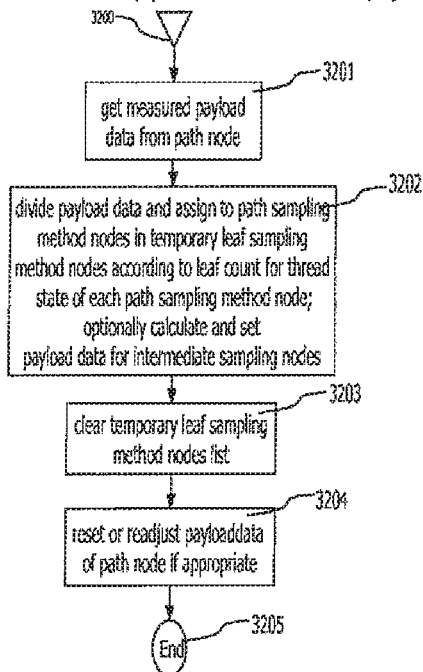 3200
3201
get measured payload
data from path node
3202
divide payload data and assign to path sampling
method nodes in temporary leaf sampling
method nodes according to leaf count for thread
state of each path sampling method node;
optionally calculate and set
payload data for intermediate sampling nodes
3203
clear temporary leaf sampling
method nodes list
3204
reset or readjust payloaddata
of path node if appropriate
End
3205